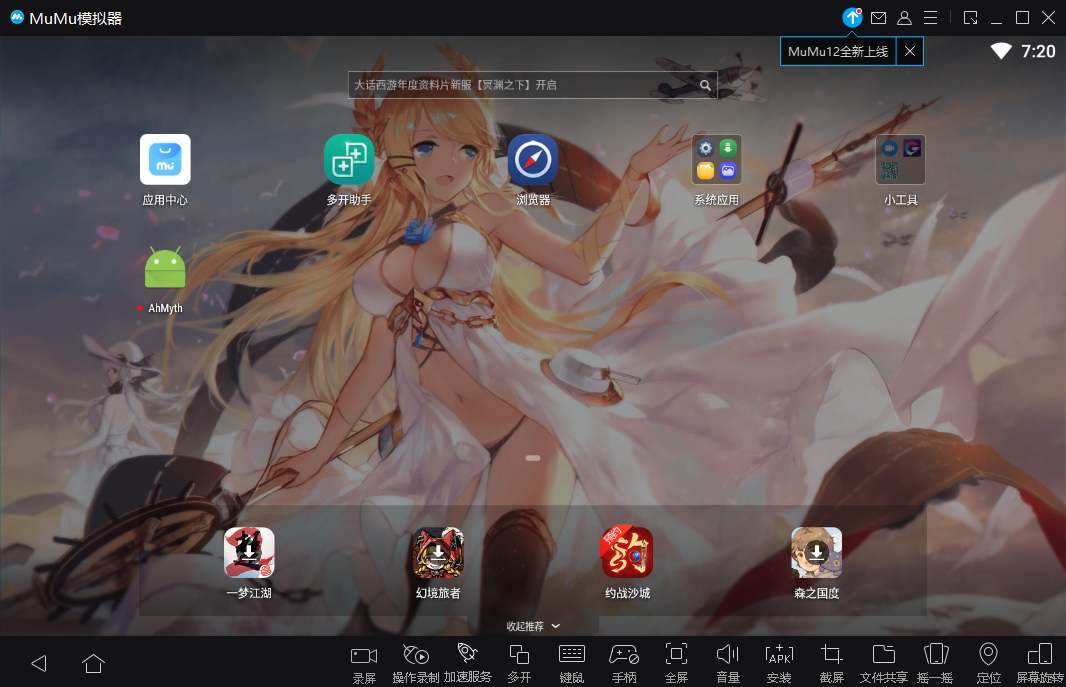 MuMu模拟器
MuMu12全新上线
7:20
大话西游年度资料片新服【冥渊之下】开启
mu
应用中心
多开助手
浏览器
系统应用
小工具
AhMyth
预约
一梦江湖
幻境旅者
约战沙城
森之国度
收起推荐
录屏
操作录制
加速服务
多开
键鼠
手柄
全屏
音量
APK
安装
截屏
文件共享
摇一摇
定位
屏幕旋转